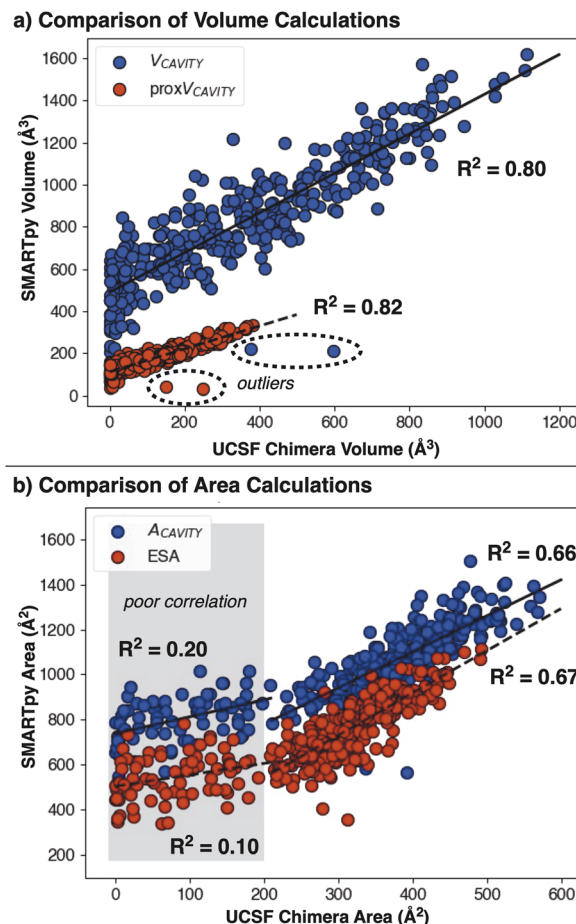 a) Comparison of Volume Calculations
1600
1400
1200
1000
800
600
400
200
0
SMARTpy Volume (Å³)
V_CAVITY
proxV_CAVITY
R² = 0.80
R² = 0.82
outliers
0 200 400 600 800 1000 1200
UCSF Chimera Volume (Å³)
b) Comparison of Area Calculations
1600
1400
1200
1000
800
600
400
200
SMARTpy Area (Å²)
A_CAVITY
ESA
poor correlation
R² = 0.20
R² = 0.66
R² = 0.67
R² = 0.10
0 100 200 300 400 500 600
UCSF Chimera Area (Å²)